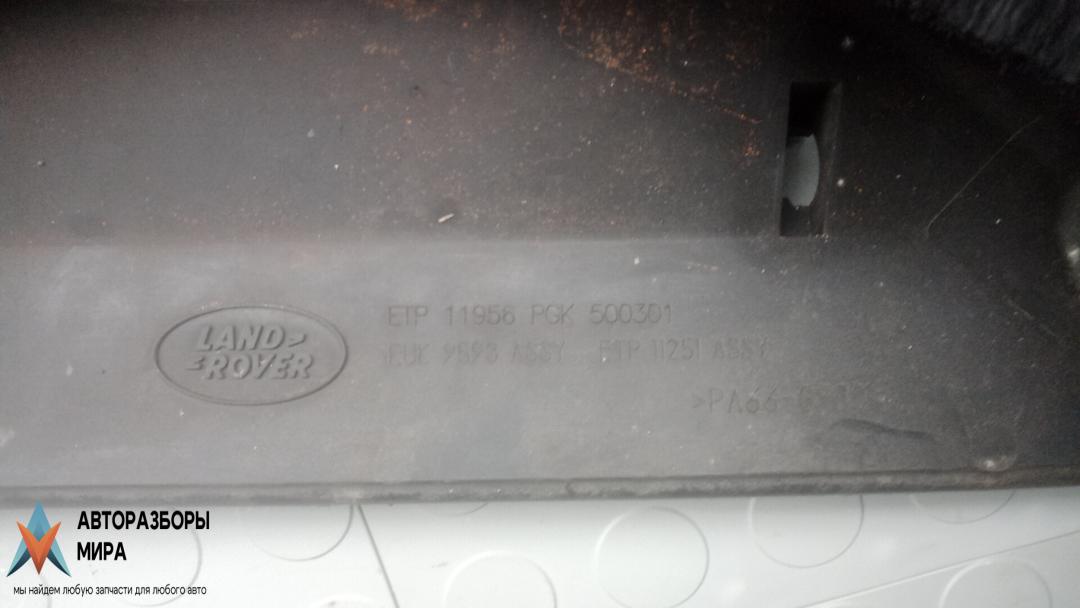 LAND
ROVER
ETP 11956 PGK 500301
9593 ASSY ETP 11251 ASSY
>PA66-
АВТОРАЗБОРЫ
МИРА
мы найдем любую запчасти для любого авто